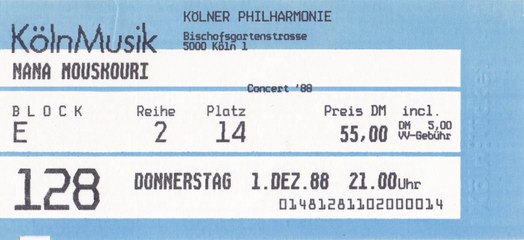 KölnMusik
KÖLNER PHILHARMONIE
Bischofsgartenstrasse
5000 Köln 1
NANA MOUSKOURI
Concert '88
BLOCK Reihe Platz Preis DM incl.
E 2 14 55,00 DM 5,00
VV-Gebühr
128 DONNERSTAG 1.DEZ.88 21.00Uhr
01481281102000014